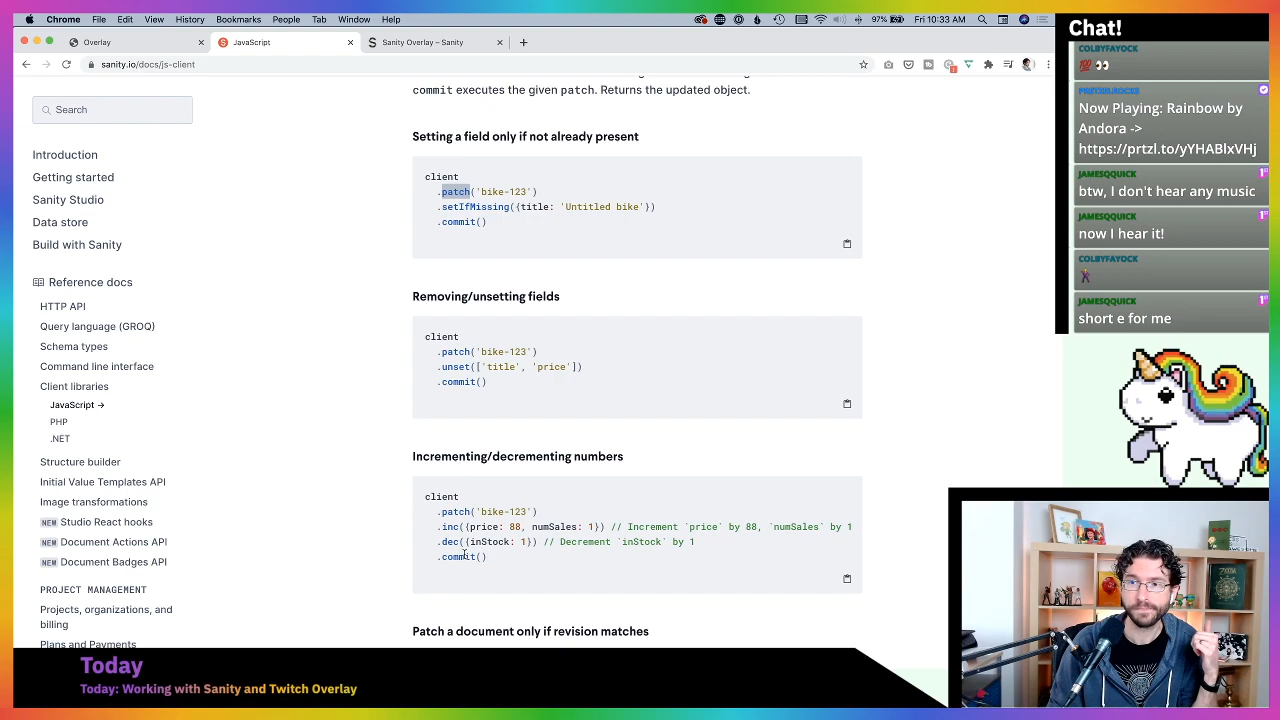 Chrome File Edit View History Bookmarks People Tab Window Help
97% Fri 10:33 AM
Overlay
JavaScript
Sanity Overlay – Sanity
sanity.io/docs/js-client
Search
Introduction
Getting started
Sanity Studio
Data store
Build with Sanity
Reference docs
HTTP API
Query language (GROQ)
Schema types
Command line interface
Client libraries
JavaScript →
PHP
.NET
Structure builder
Initial Value Templates API
Image transformations
NEW Studio React hooks
NEW Document Actions API
NEW Document Badges API
PROJECT MANAGEMENT
Projects, organizations, and
billing
Plans and Payments
commit executes the given patch. Returns the updated object.
Setting a field only if not already present
client
.patch('bike-123')
.setIfMissing({title: 'Untitled bike'})
.commit()
Removing/unsetting fields
client
.patch('bike-123')
.unset(['title', 'price'])
.commit()
Incrementing/decrementing numbers
client
.patch('bike-123')
.inc({price: 88, numSales: 1}) // Increment `price` by 88, `numSales` by 1
.dec({inStock: 1}) // Decrement `inStock` by 1
.commit()
Patch a document only if revision matches
Chat!
COLBYFAYOCK
PRETZELROCKS
Now Playing: Rainbow by
Andora ->
https://prtzl.to/yYHABlxVHj
JAMESQQUICK
btw, I don't hear any music
JAMESQQUICK
now I hear it!
COLBYFAYOCK
JAMESQQUICK
short e for me
ZELDA
Today
Today: Working with Sanity and Twitch Overlay